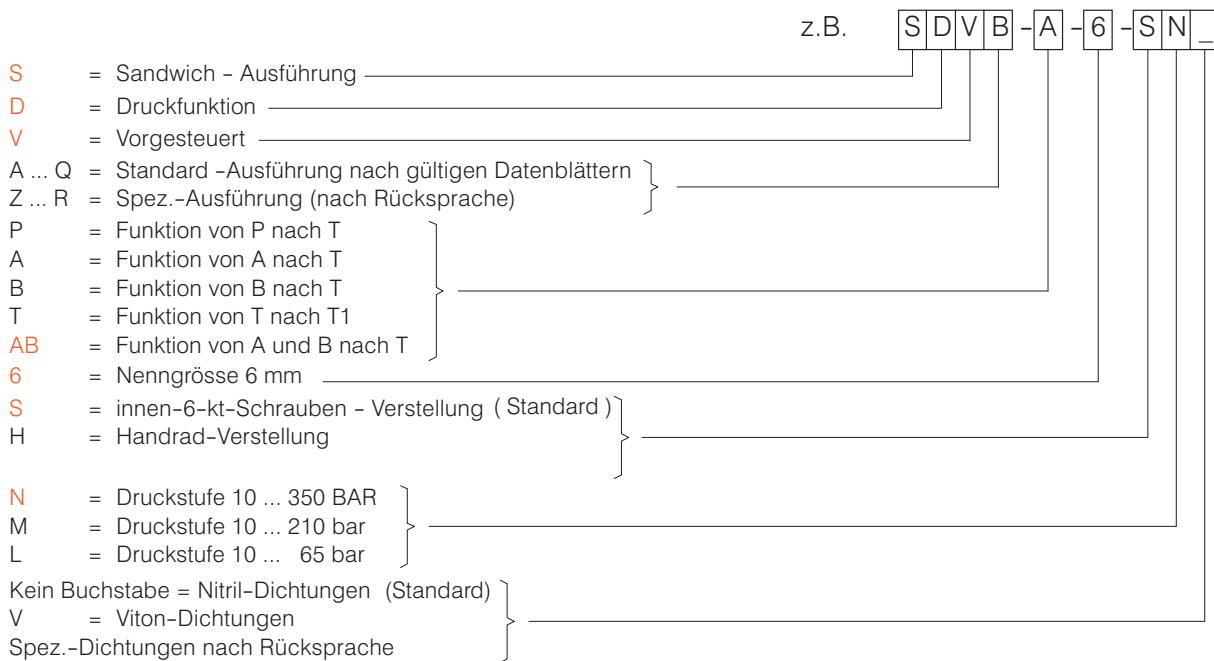 z.B. SDVB-A-6-SN_
S = Sandwich - Ausführung
D = Druckfunktion
V = Vorgesteuert
A ... Q = Standard -Ausführung nach gültigen Datenblättern
Z ... R = Spez.-Ausführung (nach Rücksprache)
P = Funktion von P nach T
A = Funktion von A nach T
B = Funktion von B nach T
T = Funktion von T nach T1
AB = Funktion von A und B nach T
6 = Nenngrösse 6 mm
S = innen-6-kt-Schrauben - Verstellung ( Standard )
H = Handrad-Verstellung
N = Druckstufe 10 ... 350 BAR
M = Druckstufe 10 ... 210 bar
L = Druckstufe 10 ... 65 bar
Kein Buchstabe = Nitril-Dichtungen (Standard)
V = Viton-Dichtungen
Spez.-Dichtungen nach Rücksprache